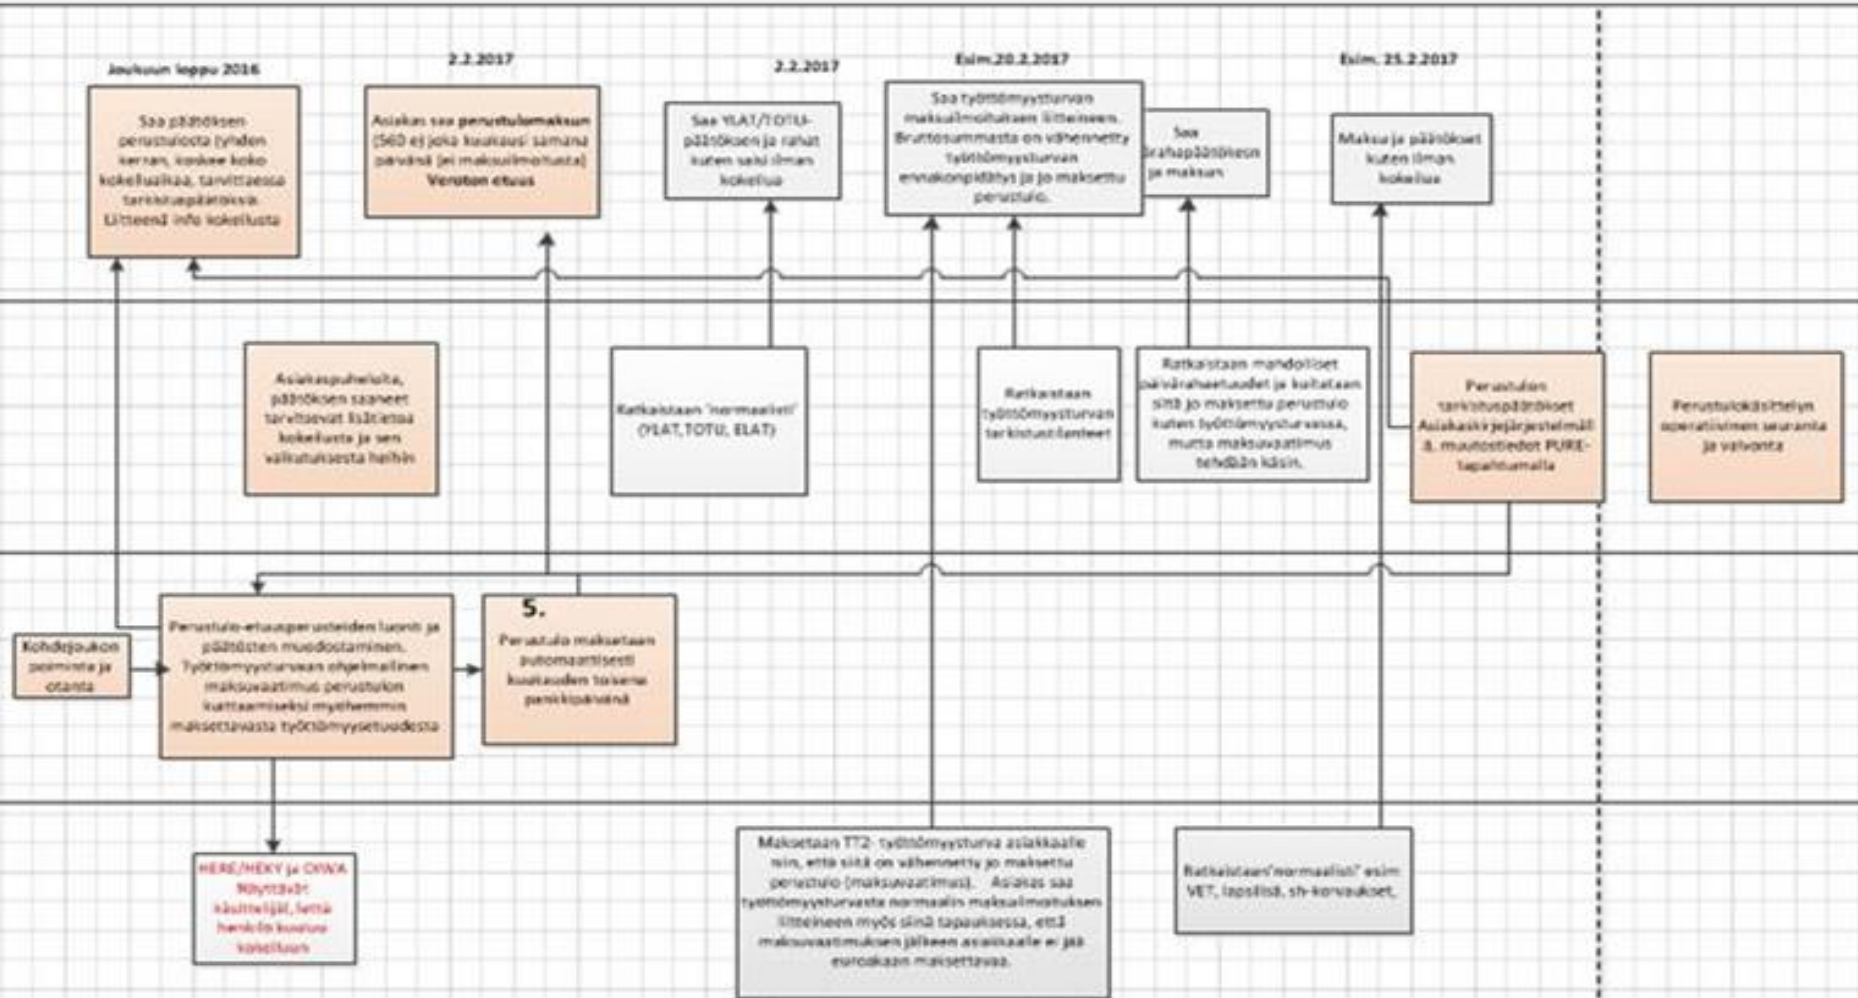 Joukuun loppu 2016
2.2.2017
2.2.2017
Esim.20.2.2017
Esim. 25.2.2017
Saa päätöksen
perustulosta (yhden
kerran, koskee koko
kokeiluaikaa, tarvittaessa
tarkistuspäätöksiä.
Liitteenä info kokeilusta
Asiakas saa perustulomaksun
(560 e) joka kuukausi samana
päivänä (ei maksuilmoitusta)
Veroton etuus
Saa YLAT/TOTU-
päätöksen ja rahat
kuten saisi ilman
kokeilua
Saa työttömyysturvan
maksuilmoituksen liitteineen.
Bruttosummasta on vähennetty
työttömyysturvan
ennakonpidätys ja jo maksettu
perustulo.
Saa
ja maksun
Maksu ja päätökset
kuten ilman
kokeilua
Asiakaspuheluita,
päätöksen saaneet
tarvitsevat lisätietoa
kokeilusta ja sen
vaikutuksesta heihin
Ratkaistaan 'normaalisti'
(YLAT,TOTU, ELAT)
Ratkaistaan
työttömyysturvan
tarkistustilanteet
Ratkaistaan mahdolliset
päivärahaetuudet ja kuitataan
siitä jo maksettu perustulo
kuten työttömyysturvassa,
mutta maksuvaatimus
tehdään käsin.
Perustulon
tarkistuspäätökset
Asiakaskirjejärjestelmäll
ä, muutostiedot PURE-
tapahtumalla
Perustulokäsittelyn
operatiivinen seuranta
ja valvonta
Kohdejoukon
poiminta ja
otanta
Perustulo-etuusperusteiden luonti ja
päätösten muodostaminen.
Työttömyysturvaan ohjelmallinen
maksuvaatimus perustulon
kuittaamiseksi myöhemmin
maksettavasta työttömyysetuudesta
5.
Perustulo maksetaan
automaattisesti
kuukauden toisena
pankkipäivänä
HERE/HEKY ja OIWA
Näyttävät
henkilö kuuluu
kokeiluun
Maksetaan TT2- työttömyysturva asiakkaalle
niin, että siitä on vähennetty jo maksettu
perustulo (maksuvaatimus). Asiakas saa
työttömyysturvasta normaalin maksuilmoituksen
liitteineen myös siinä tapauksessa, että
maksuvaatimuksen jälkeen asiakkaalle ei jää
euroakaan maksettavaa.
Ratkaistaan"normaalisti" esim
VET, lapsilisä, sh-korvaukset,